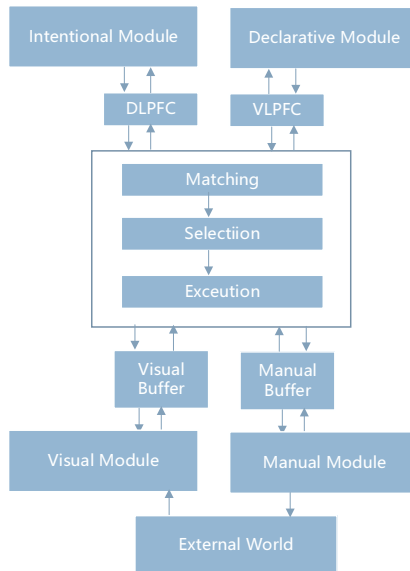 Intentional Module
Declarative Module
DLPFC
VLPFC
Matching
Selectiion
Exceution
Visual
Buffer
Manual
Buffer
Visual Module
Manual Module
External World